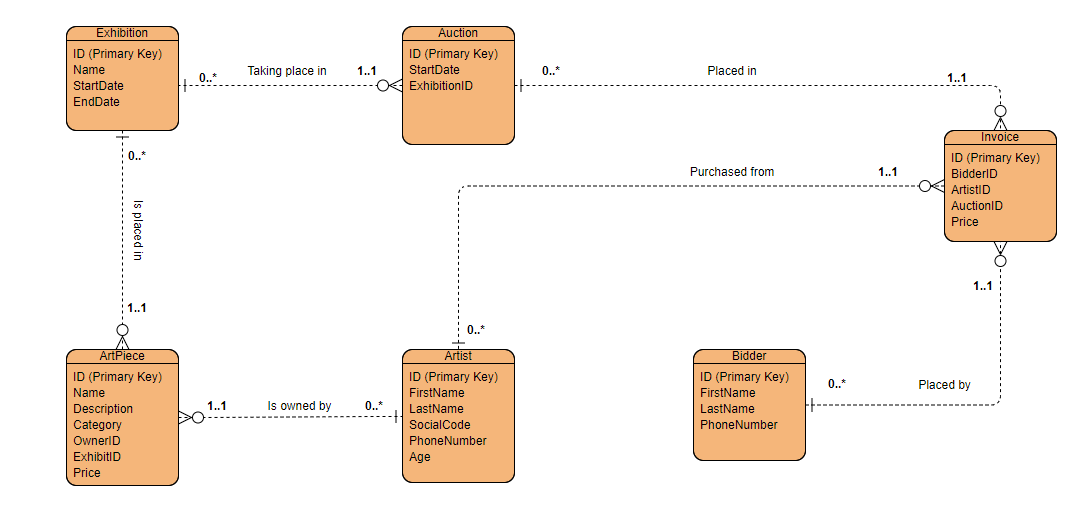 Exhibition
ID (Primary Key)
Name
StartDate
EndDate
0..*
Taking place in
1..1
Auction
ID (Primary Key)
StartDate
ExhibitionID
0..*
Placed in
1..1
Invoice
ID (Primary Key)
BidderID
ArtistID
AuctionID
Price
0..*
Is placed in
1..1
Purchased from
1..1
0..*
1..1
ArtPiece
ID (Primary Key)
Name
Description
Category
OwnerID
ExhibitID
Price
1..1
Is owned by
0..*
Artist
ID (Primary Key)
FirstName
LastName
SocialCode
PhoneNumber
Age
Bidder
ID (Primary Key)
FirstName
LastName
PhoneNumber
0..*
Placed by